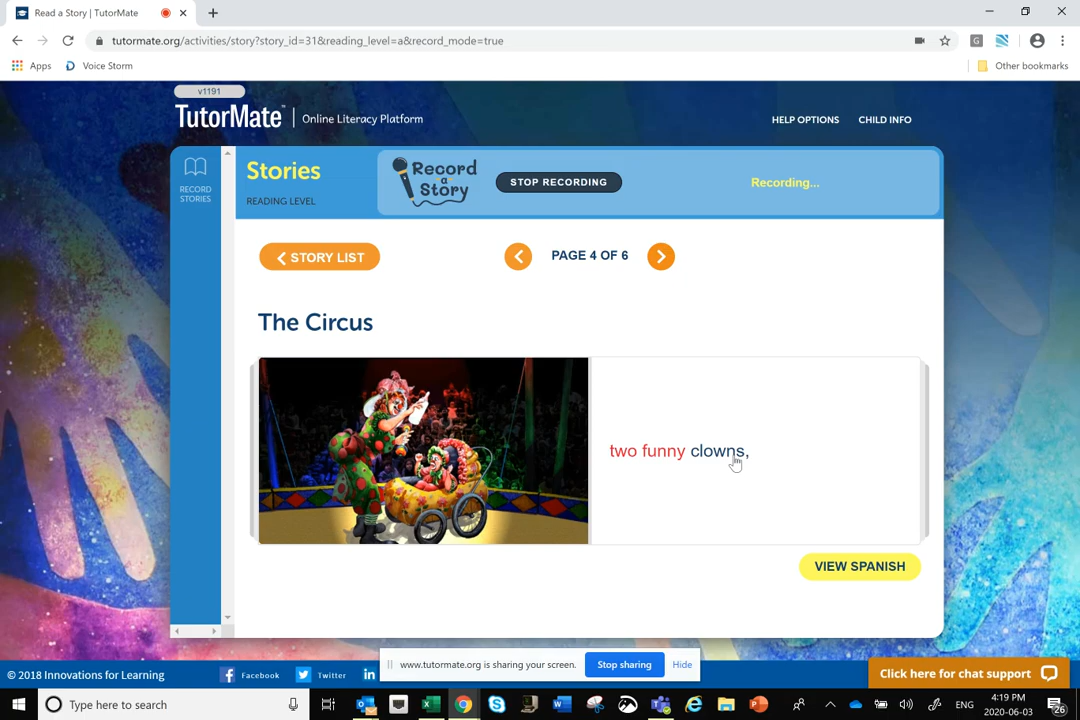 Read a Story | TutorMate
tutormate.org/activities/story?story_id=31&reading_level=a&record_mode=true
Apps
Voice Storm
Other bookmarks
v1191
TutorMate™ | Online Literacy Platform
HELP OPTIONS
CHILD INFO
RECORD
STORIES
Stories
READING LEVEL
Record
a
Story
STOP RECORDING
Recording...
STORY LIST
PAGE 4 OF 6
The Circus
two funny clowns,
VIEW SPANISH
www.tutormate.org is sharing your screen.
Stop sharing
Hide
© 2018 Innovations for Learning
Facebook
Twitter
Click here for chat support
Type here to search
ENG
4:19 PM
2020-06-03
26